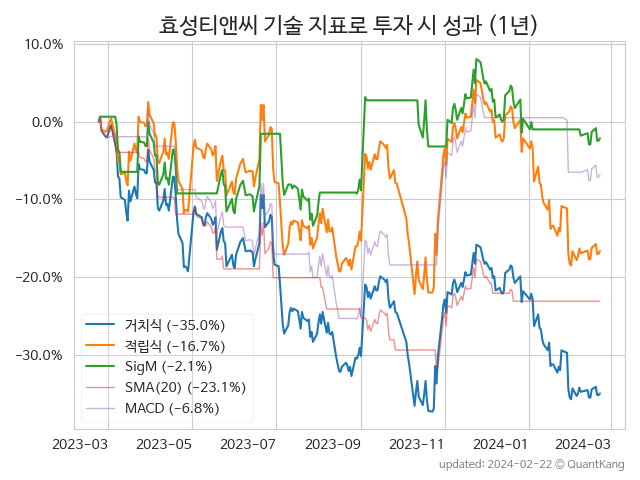 효성티앤씨 기술 지표로 투자 시 성과 (1년)
10.0%
0.0%
−10.0%
−20.0%
−30.0%
거치식 (−35.0%)
적립식 (−16.7%)
SigM (−2.1%)
SMA(20) (−23.1%)
MACD (−6.8%)
2023−03 2023−05 2023−07 2023−09 2023−11 2024−01 2024−03
updated: 2024−02−22 © QuantKang